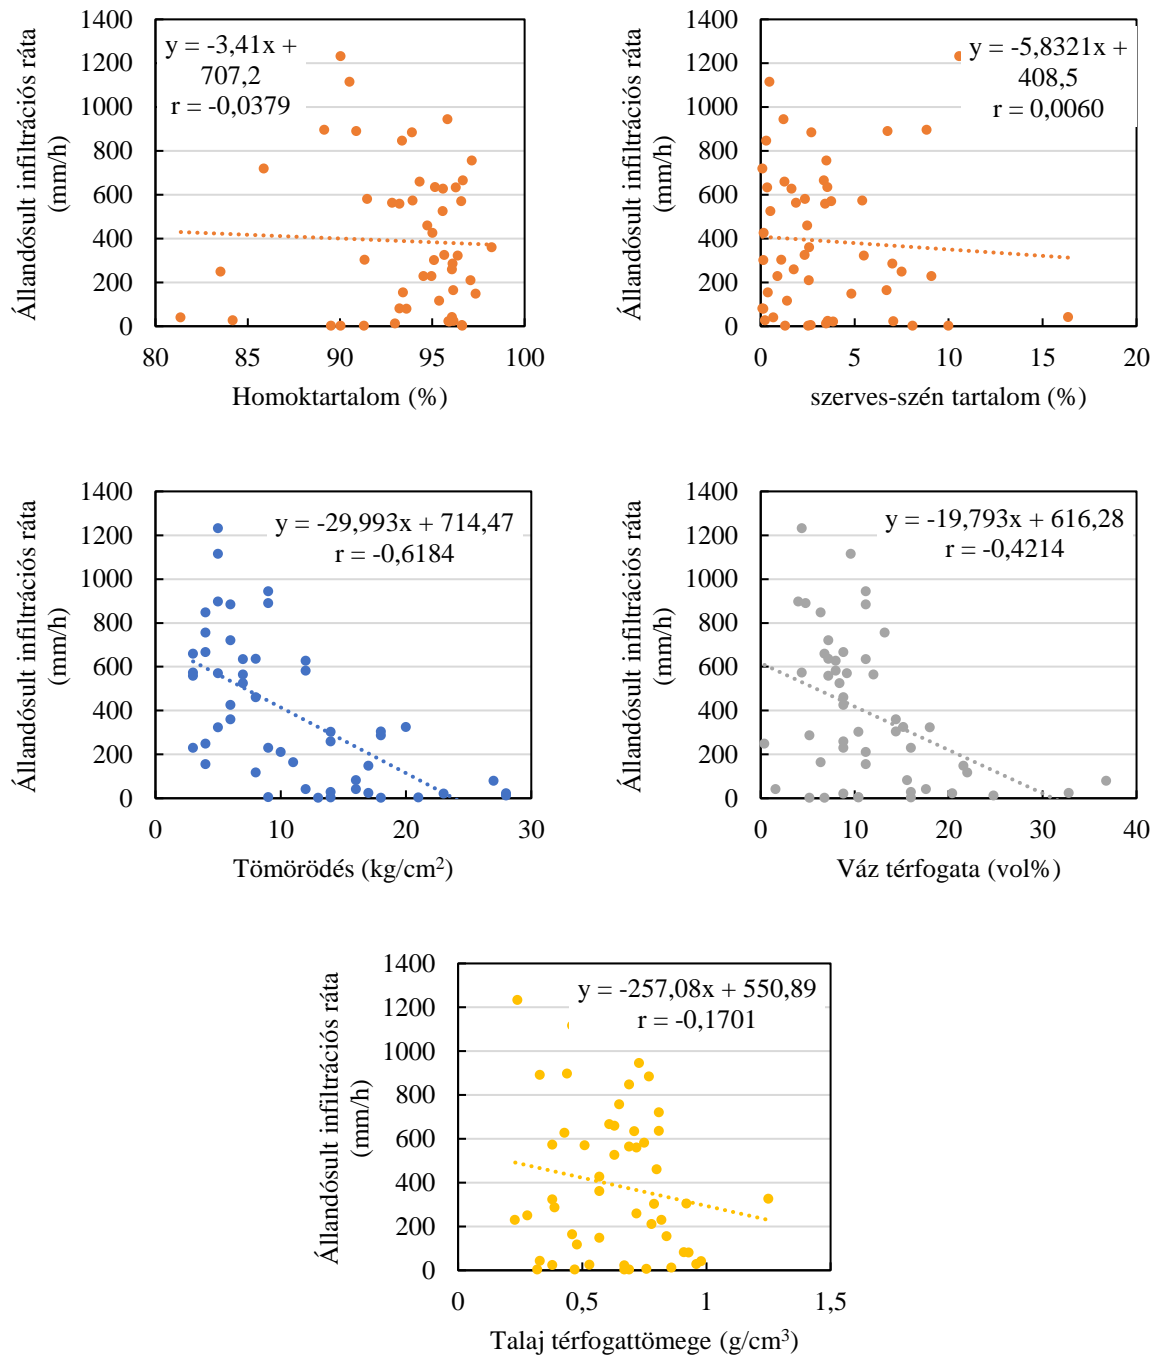 Állandósult infiltrációs ráta
(mm/h)
1400
1200
1000
800
600
400
200
0
y = -3,41x +
707,2
r = -0,0379
80
85
90
95
100
Homoktartalom (%)
Állandósult infiltrációs ráta
(mm/h)
1400
1200
1000
800
600
400
200
0
y = -5,8321x +
408,5
r = 0,0060
0
5
10
15
20
szerves-szén tartalom (%)
Állandósult infiltrációs ráta
(mm/h)
1400
1200
1000
800
600
400
200
0
y = -29,993x + 714,47
r = -0,6184
0
10
20
30
Tömörödés (kg/cm²)
Állandósult infiltrációs ráta
(mm/h)
1400
1200
1000
800
600
400
200
0
y = -19,793x + 616,28
r = -0,4214
0
10
20
30
40
Váz térfogata (vol%)
Állandósult infiltrációs ráta
(mm/h)
1400
1200
1000
800
600
400
200
0
y = -257,08x + 550,89
r = -0,1701
0
0,5
1
1,5
Talaj térfogattömege (g/cm³)